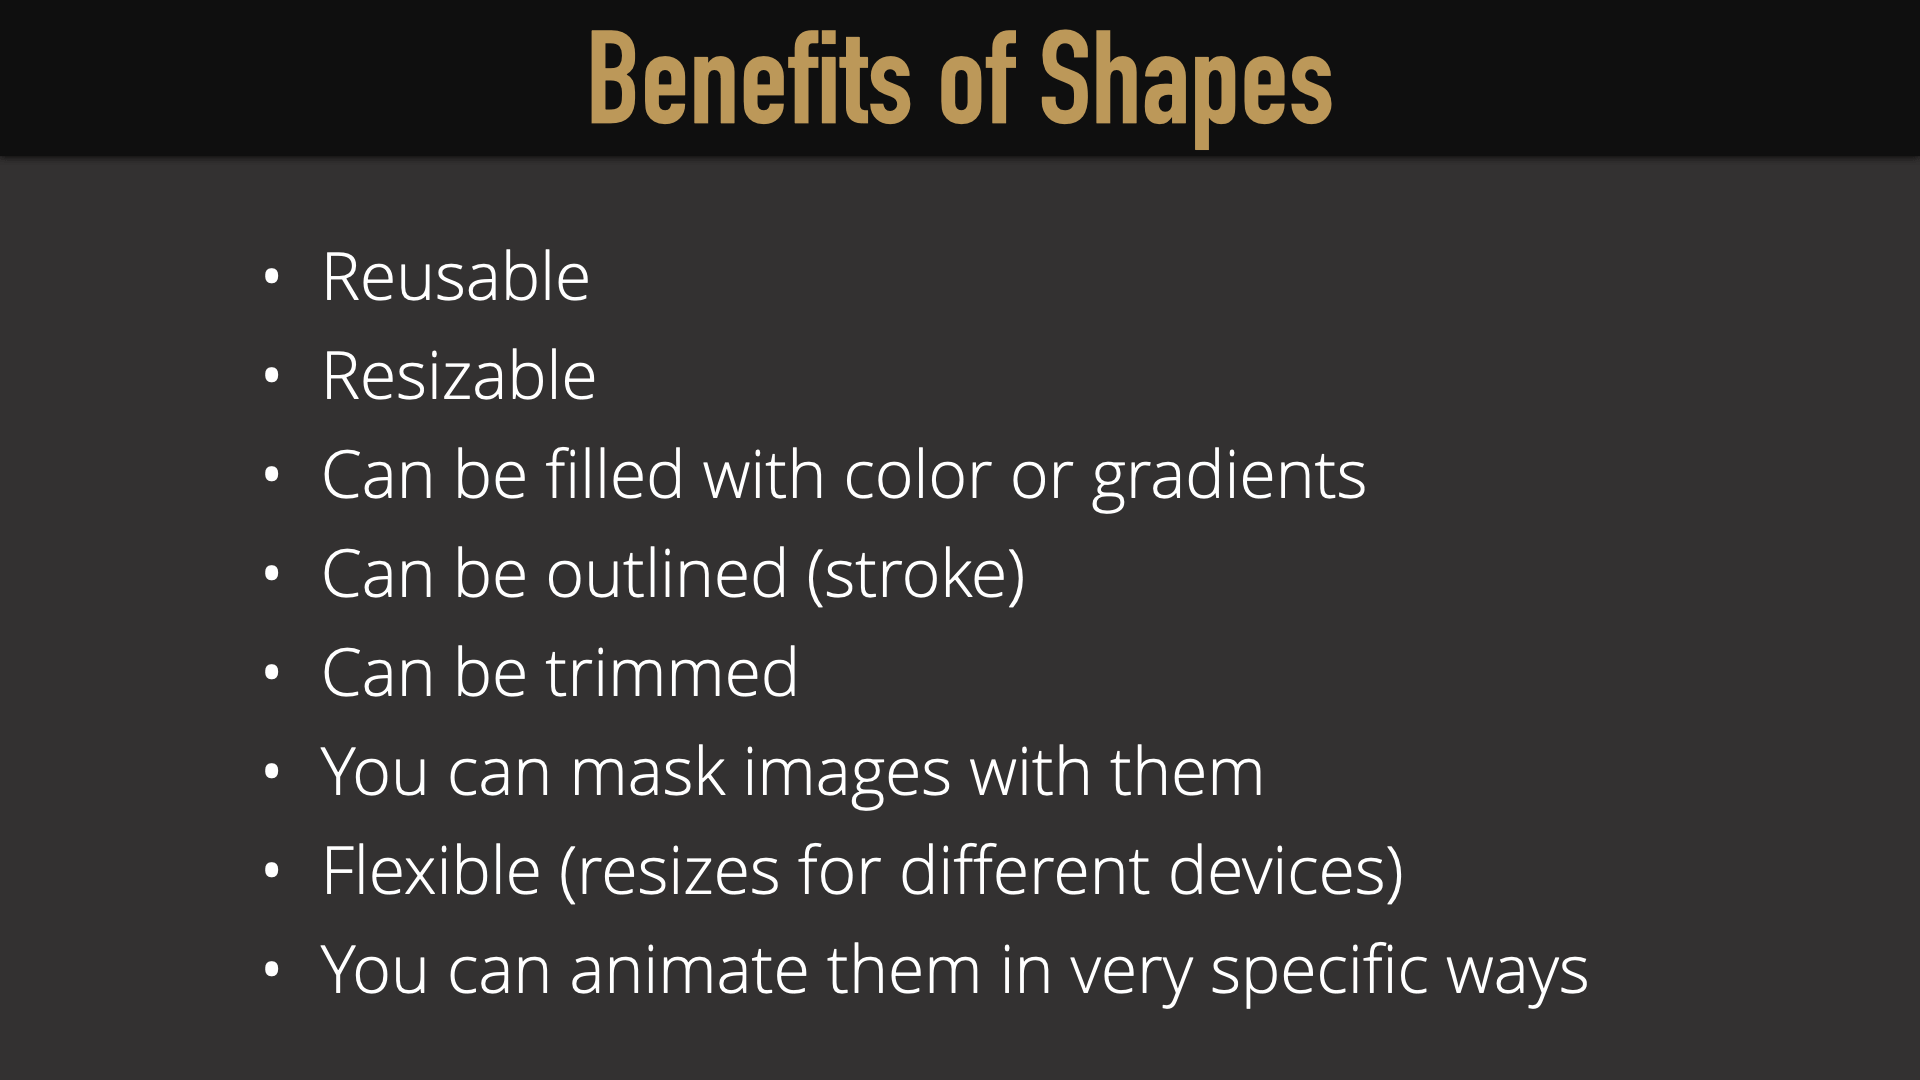 Benefits of Shapes
• Reusable
• Resizable
• Can be filled with color or gradients
• Can be outlined (stroke)
• Can be trimmed
• You can mask images with them
• Flexible (resizes for different devices)
• You can animate them in very specific ways